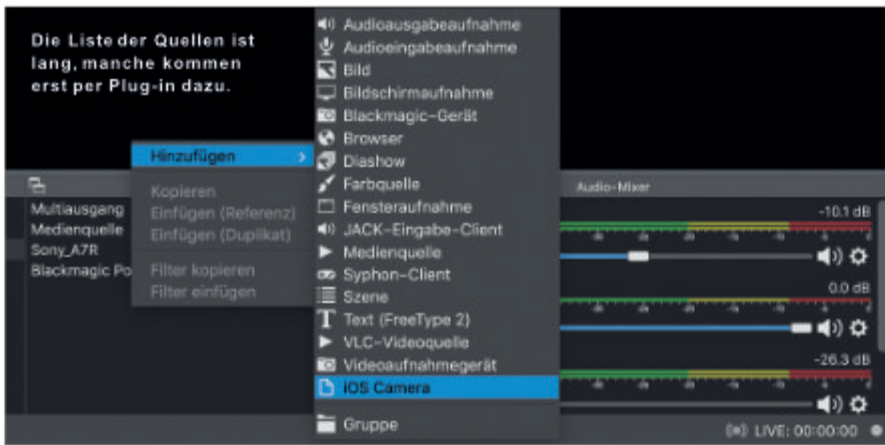 Die Liste der Quellen ist
lang, manche kommen
erst per Plug-in dazu.
Hinzufügen
Kopieren
Einfügen (Referenz)
Einfügen (Duplikat)
Filter kopieren
Filter einfügen
Multiausgang
Medienquelle
Sony_A7R
Blackmagic Po
Audioausgabeaufnahme
Audioeingabeaufnahme
Bild
Bildschirmaufnahme
Blackmagic-Gerät
Browser
Diashow
Farbquelle
Fensteraufnahme
JACK-Eingabe-Client
Medienquelle
Syphon-Client
Szene
Text (FreeType 2)
VLC-Videoquelle
Videoaufnahmegerät
iOS Camera
Gruppe
Audio-Mixer
-10.1 dB
0.0 dB
-26.3 dB
LIVE: 00:00:00